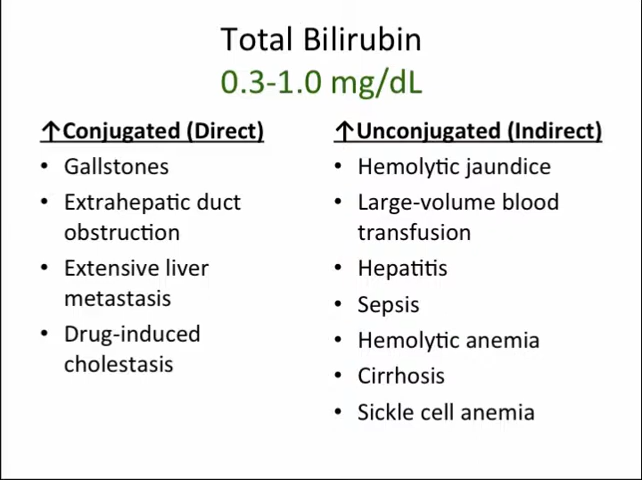 Total Bilirubin
0.3-1.0 mg/dL
↑Conjugated (Direct)
• Gallstones
• Extrahepatic duct
obstruction
• Extensive liver
metastasis
• Drug-induced
cholestasis
↑Unconjugated (Indirect)
• Hemolytic jaundice
• Large-volume blood
transfusion
• Hepatitis
• Sepsis
• Hemolytic anemia
• Cirrhosis
• Sickle cell anemia